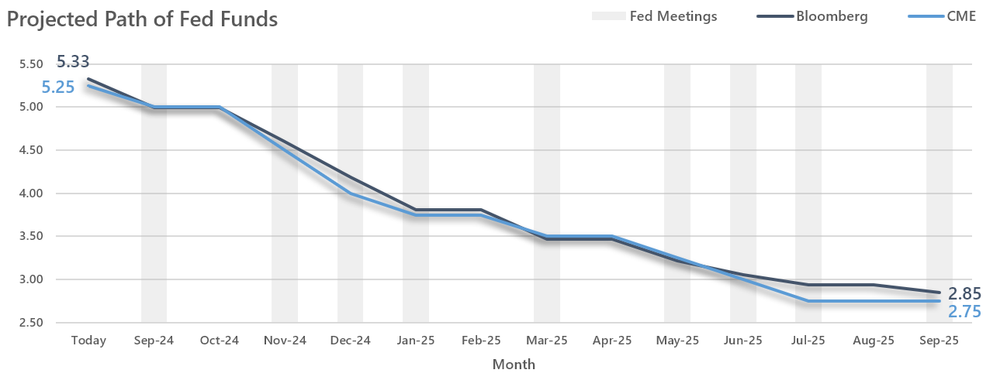 Projected Path of Fed Funds
Fed Meetings Bloomberg CME
5.50
5.33
5.25
5.00
4.50
4.00
3.50
3.00
2.85
2.75
2.50
Today Sep-24 Oct-24 Nov-24 Dec-24 Jan-25 Feb-25 Mar-25 Apr-25 May-25 Jun-25 Jul-25 Aug-25 Sep-25
Month